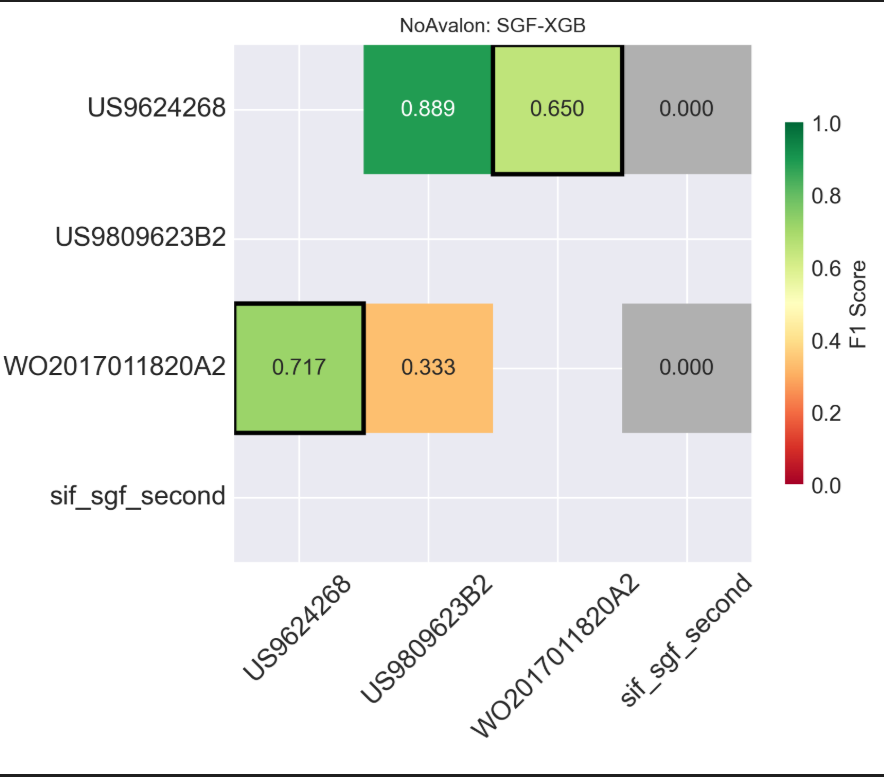 NoAvalon: SGF-XGB
US9624268
0.889
0.650
0.000
US9809623B2
WO2017011820A2
0.717
0.333
0.000
sif_sgf_second
US9624268
US9809623B2
WO2017011820A2
sif_sgf_second
1.0
0.8
0.6
0.4
0.2
0.0
F1 Score